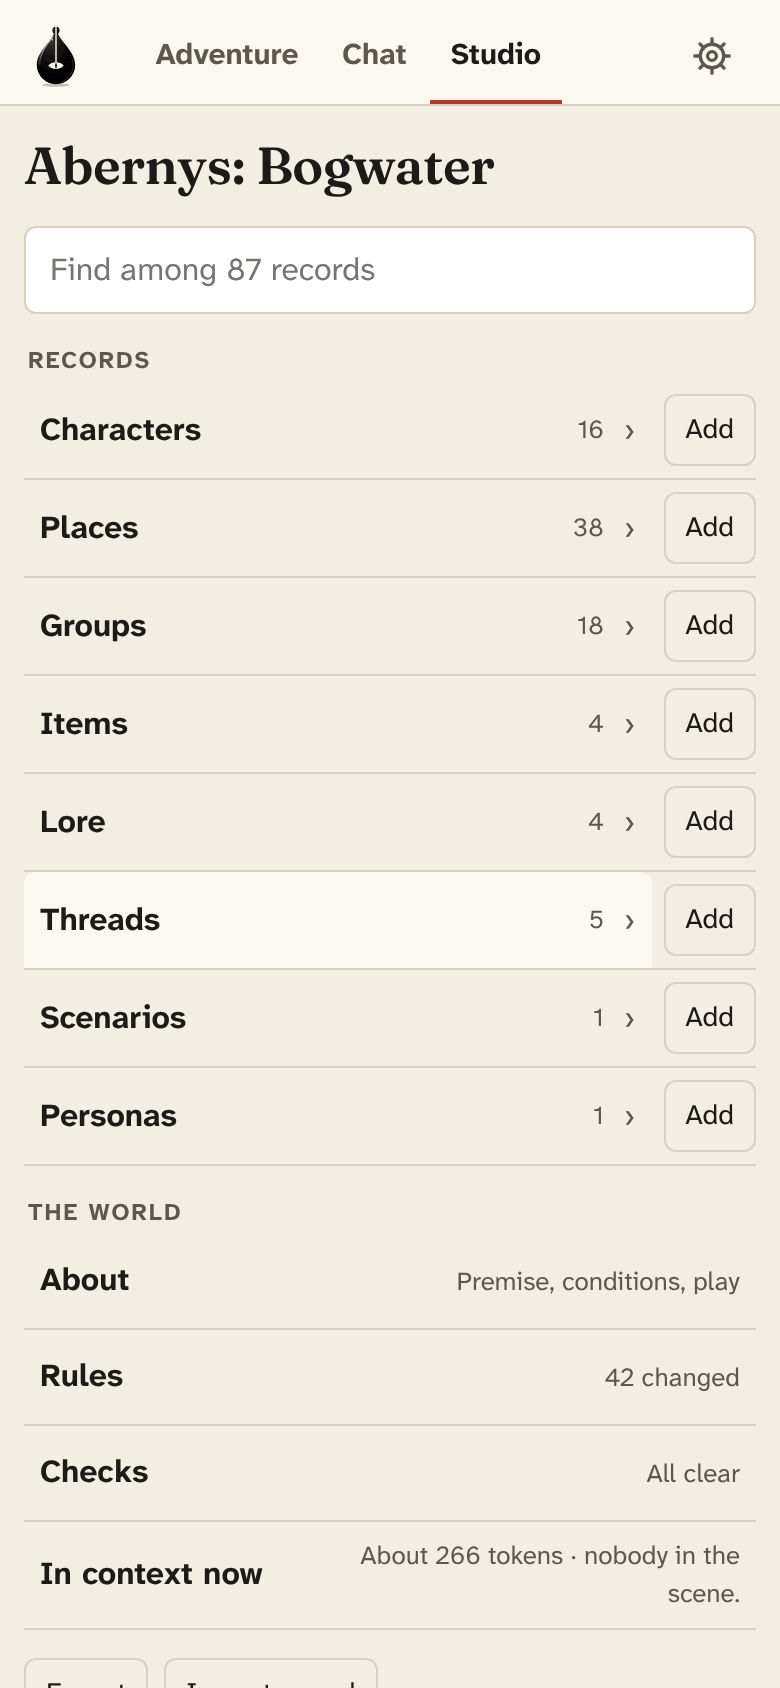 Adventure Chat Studio
Abernys: Bogwater
Find among 87 records
RECORDS
Characters 16 › Add
Places 38 › Add
Groups 18 › Add
Items 4 › Add
Lore 4 › Add
Threads 5 › Add
Scenarios 1 › Add
Personas 1 › Add
THE WORLD
About Premise, conditions, play
Rules 42 changed
Checks All clear
In context now About 266 tokens · nobody in the
scene.